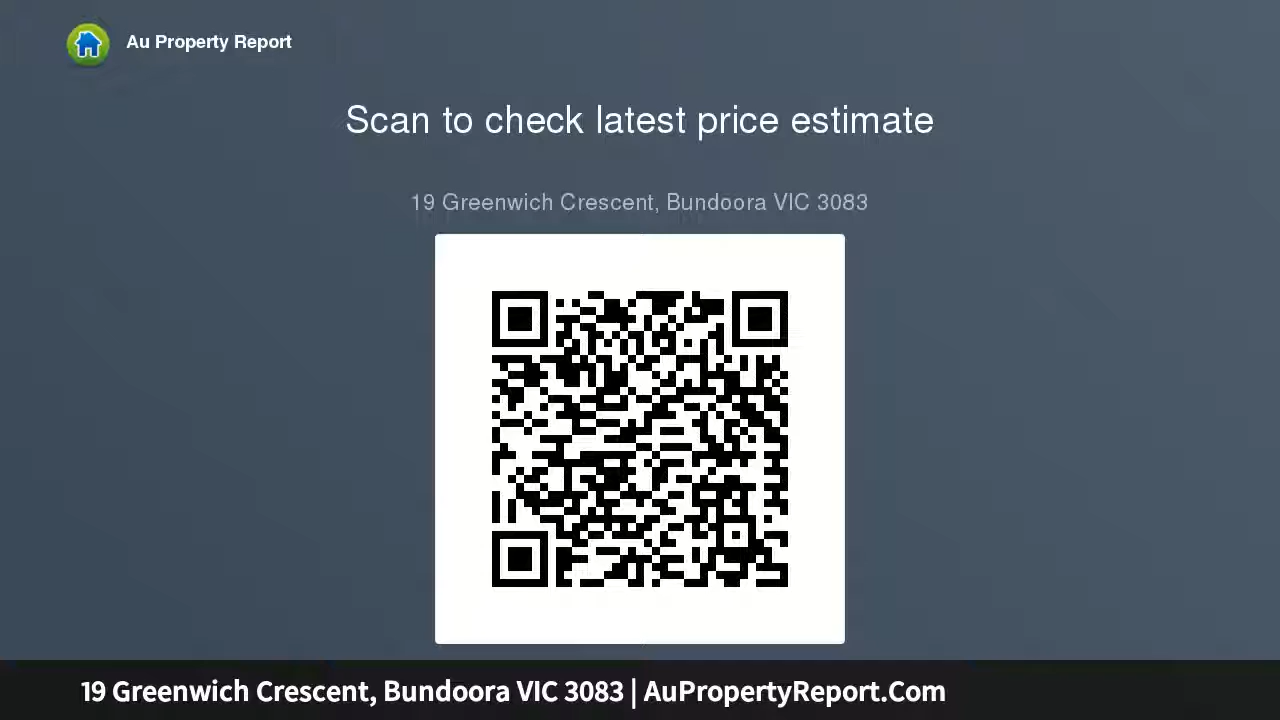 Au Property Report
Scan to check latest price estimate
19 Greenwich Crescent, Bundoora VIC 3083
19 Greenwich Crescent, Bundoora VIC 3083 | AuPropertyReport.Com